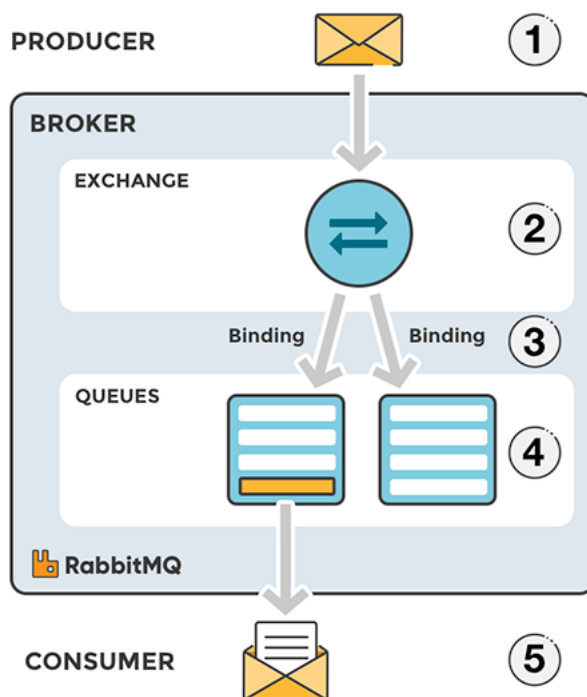 PRODUCER
1
BROKER
EXCHANGE
2
Binding
Binding
3
QUEUES
4
RabbitMQ
CONSUMER
5